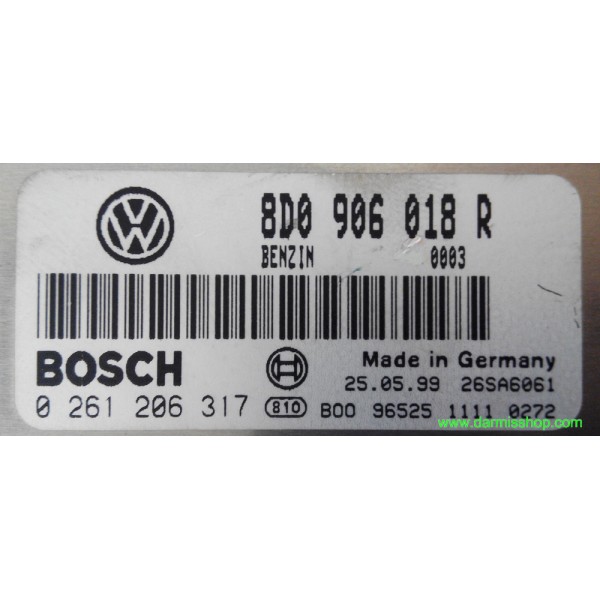 8D0 906 018 R
BENZIN 0003
BOSCH
Made in Germany
25.05.99 26SA6061
0 261 206 317 810 B00 96525 1111 0272
www.darmisshop.com